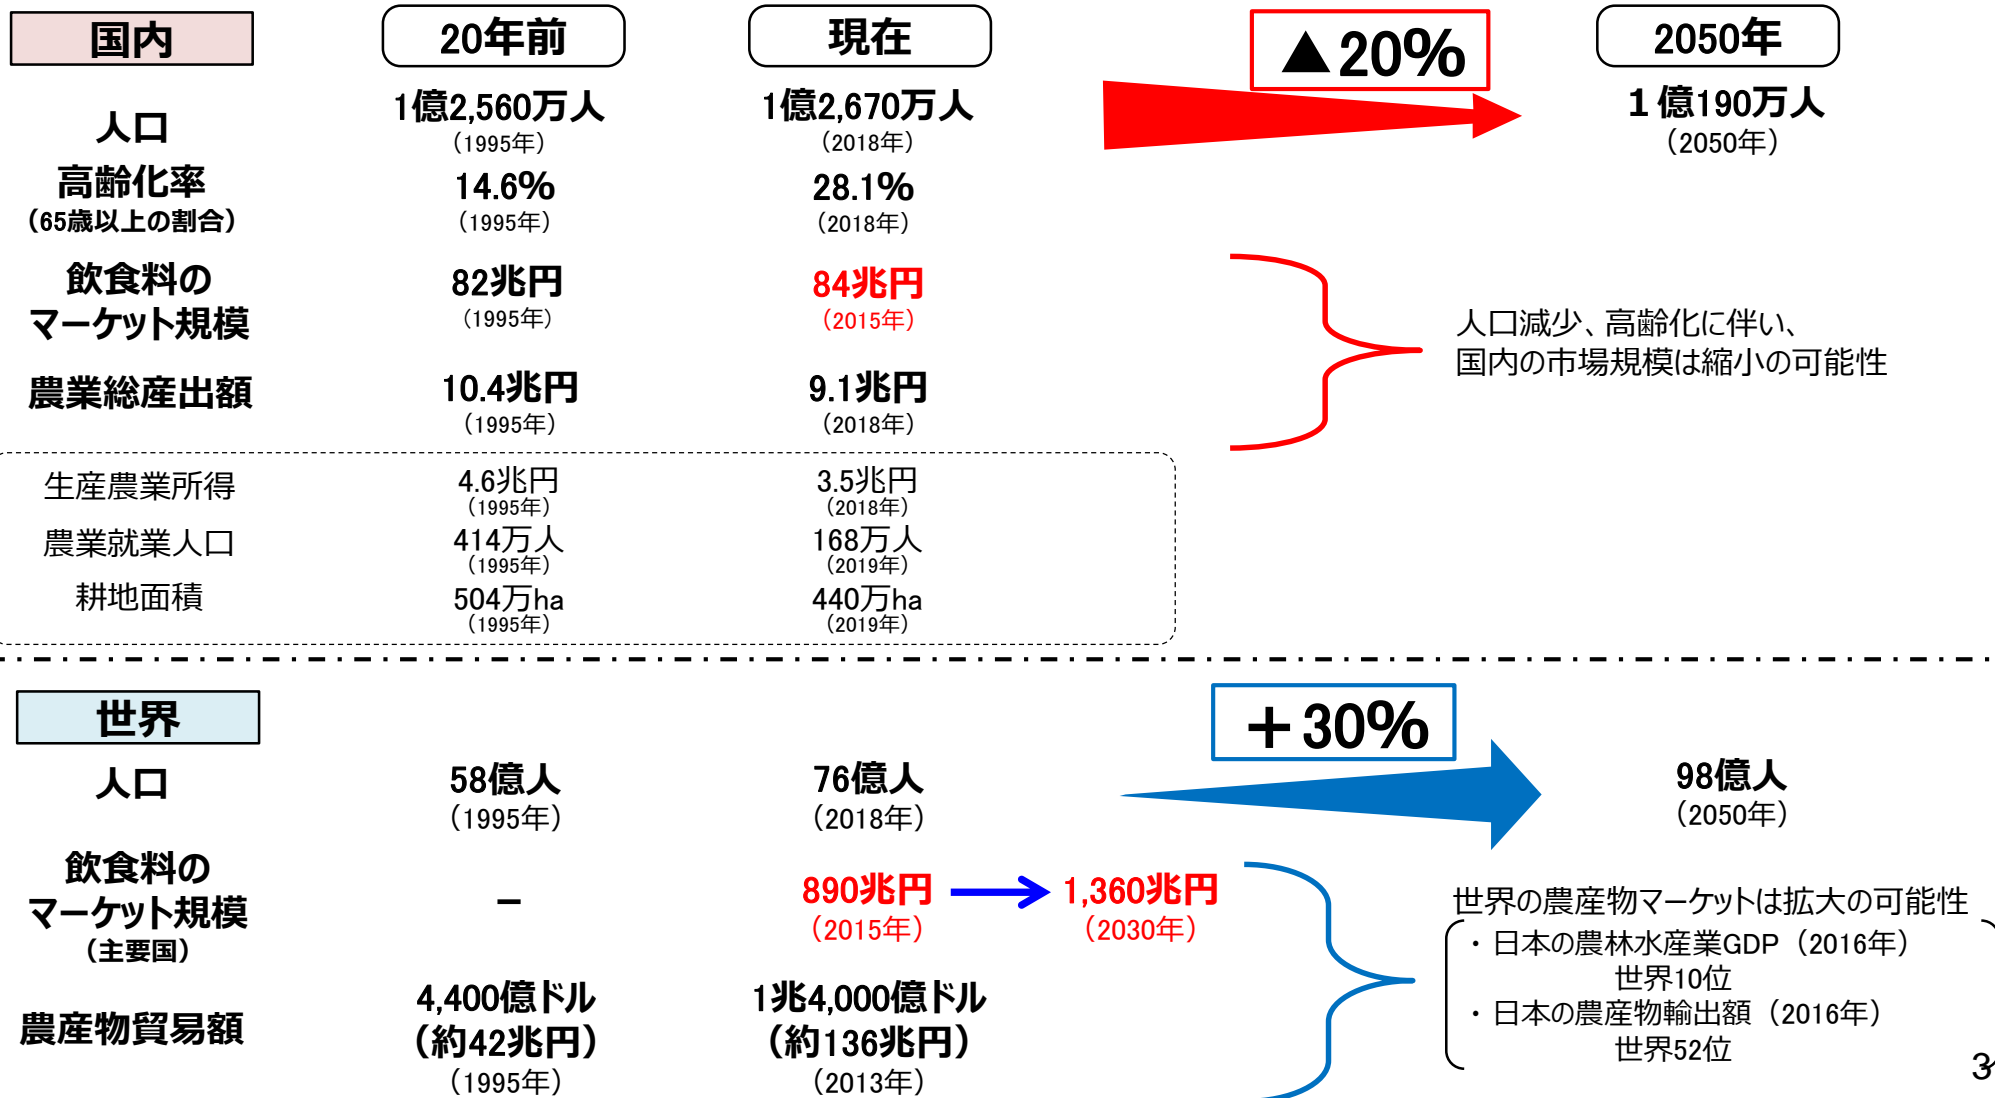 国内
20年前
現在
▲20%
2050年
人口
1億2,560万人
（1995年）
1億2,670万人
（2018年）
１億190万人
（2050年）
高齢化率
（65歳以上の割合）
14.6%
（1995年）
28.1%
（2018年）
飲食料の
マーケット規模
82兆円
（1995年）
84兆円
（2015年）
人口減少、高齢化に伴い、
国内の市場規模は縮小の可能性
農業総産出額
10.4兆円
（1995年）
9.1兆円
（2018年）
生産農業所得
4.6兆円
（1995年）
3.5兆円
（2018年）
農業就業人口
414万人
（1995年）
168万人
（2019年）
耕地面積
504万ha
（1995年）
440万ha
（2019年）
世界
＋30%
人口
58億人
（1995年）
76億人
（2018年）
98億人
（2050年）
飲食料の
マーケット規模
（主要国）
－
890兆円
（2015年）
1,360兆円
（2030年）
世界の農産物マーケットは拡大の可能性
・日本の農林水産業GDP（2016年）
世界10位
・日本の農産物輸出額（2016年）
世界52位
農産物貿易額
4,400億ドル
（約42兆円）
（1995年）
1兆4,000億ドル
（約136兆円）
（2013年）
3